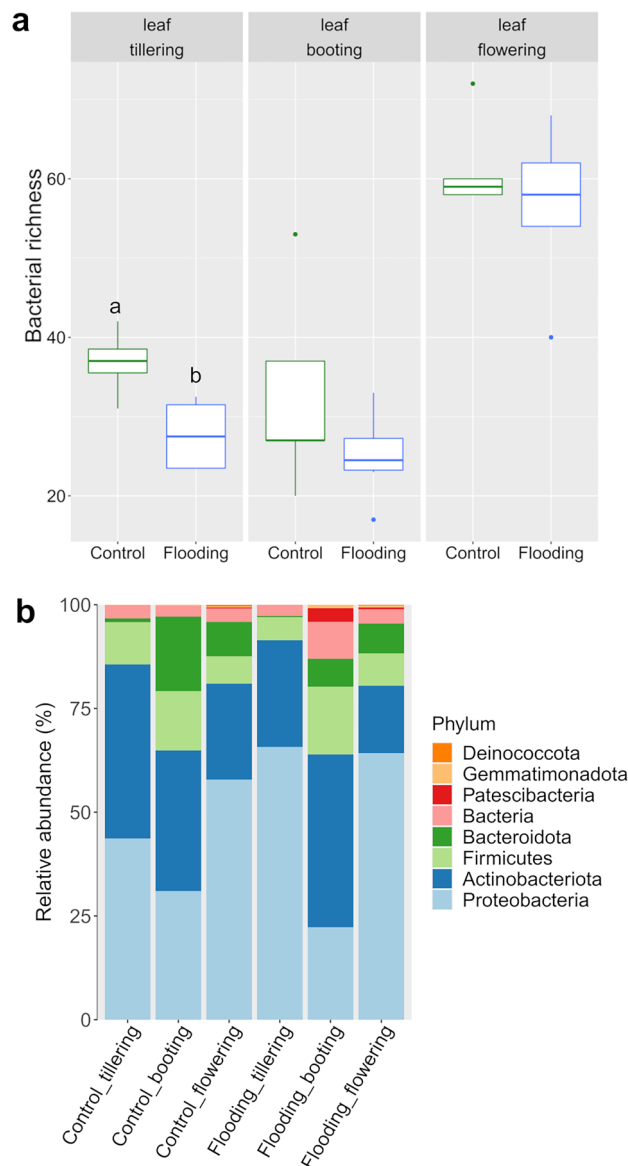 a
leaf
tillering
leaf
booting
leaf
flowering
Bacterial richness
60
40
20
a
b
Control
Flooding
Control
Flooding
Control
Flooding
b
Relative abundance (%)
100
75
50
25
0
Control_tillering
Control_booting
Control_flowering
Flooding_tillering
Flooding_booting
Flooding_flowering
Phylum
Deinococcota
Gemmatimonadota
Patescibacteria
Bacteria
Bacteroidota
Firmicutes
Actinobacteriota
Proteobacteria